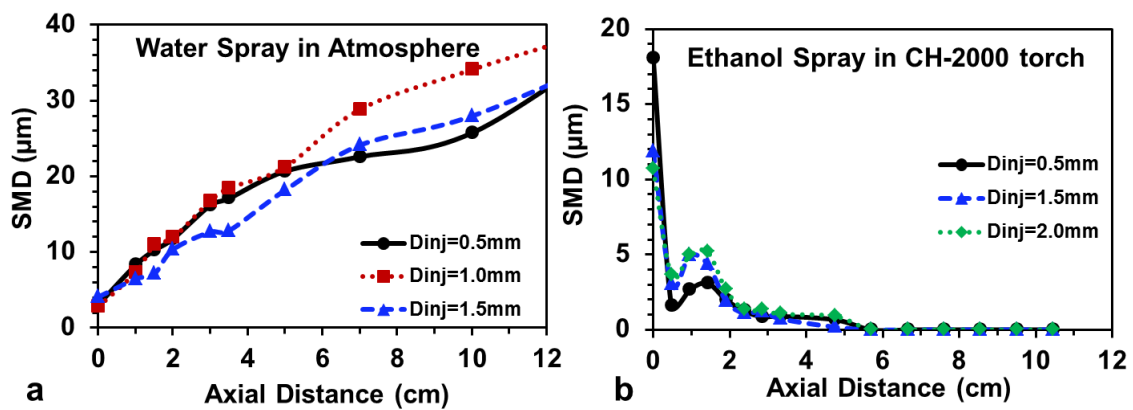 Water Spray in Atmosphere
SMD (µm)
40
30
20
10
0
Dinj=0.5mm
Dinj=1.0mm
Dinj=1.5mm
0 2 4 6 8 10 12
Axial Distance (cm)
a
Ethanol Spray in CH-2000 torch
SMD (µm)
20
15
10
5
0
Dinj=0.5mm
Dinj=1.5mm
Dinj=2.0mm
0 2 4 6 8 10 12
Axial Distance (cm)
b